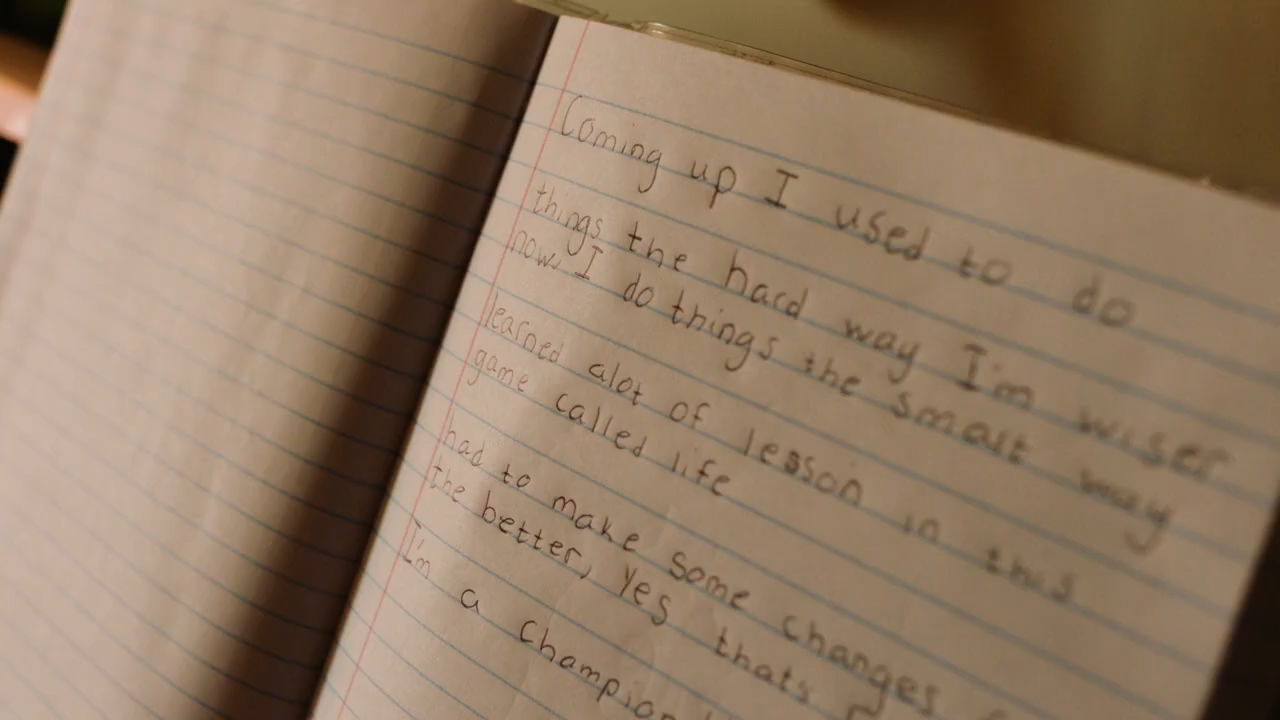 Coming up I used to do
things the hard way I'm wiser
now, I do things the smart way
learned alot of lesson in this
game called life
had to make some changes
the better, yes thats
I'm a champion